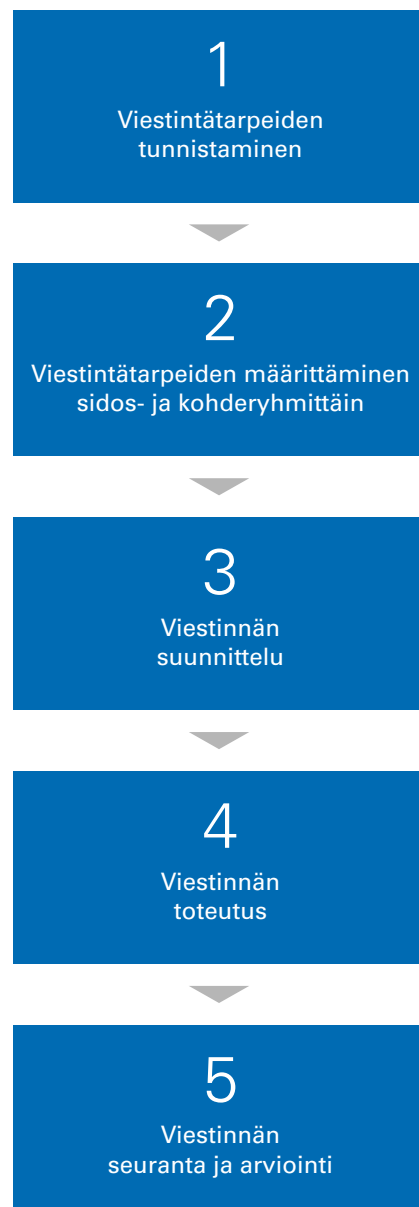 1
Viestintätarpeiden
tunnistaminen
2
Viestintätarpeiden määrittäminen
sidos- ja kohderyhmittäin
3
Viestinnän
suunnittelu
4
Viestinnän
toteutus
5
Viestinnän
seuranta ja arviointi